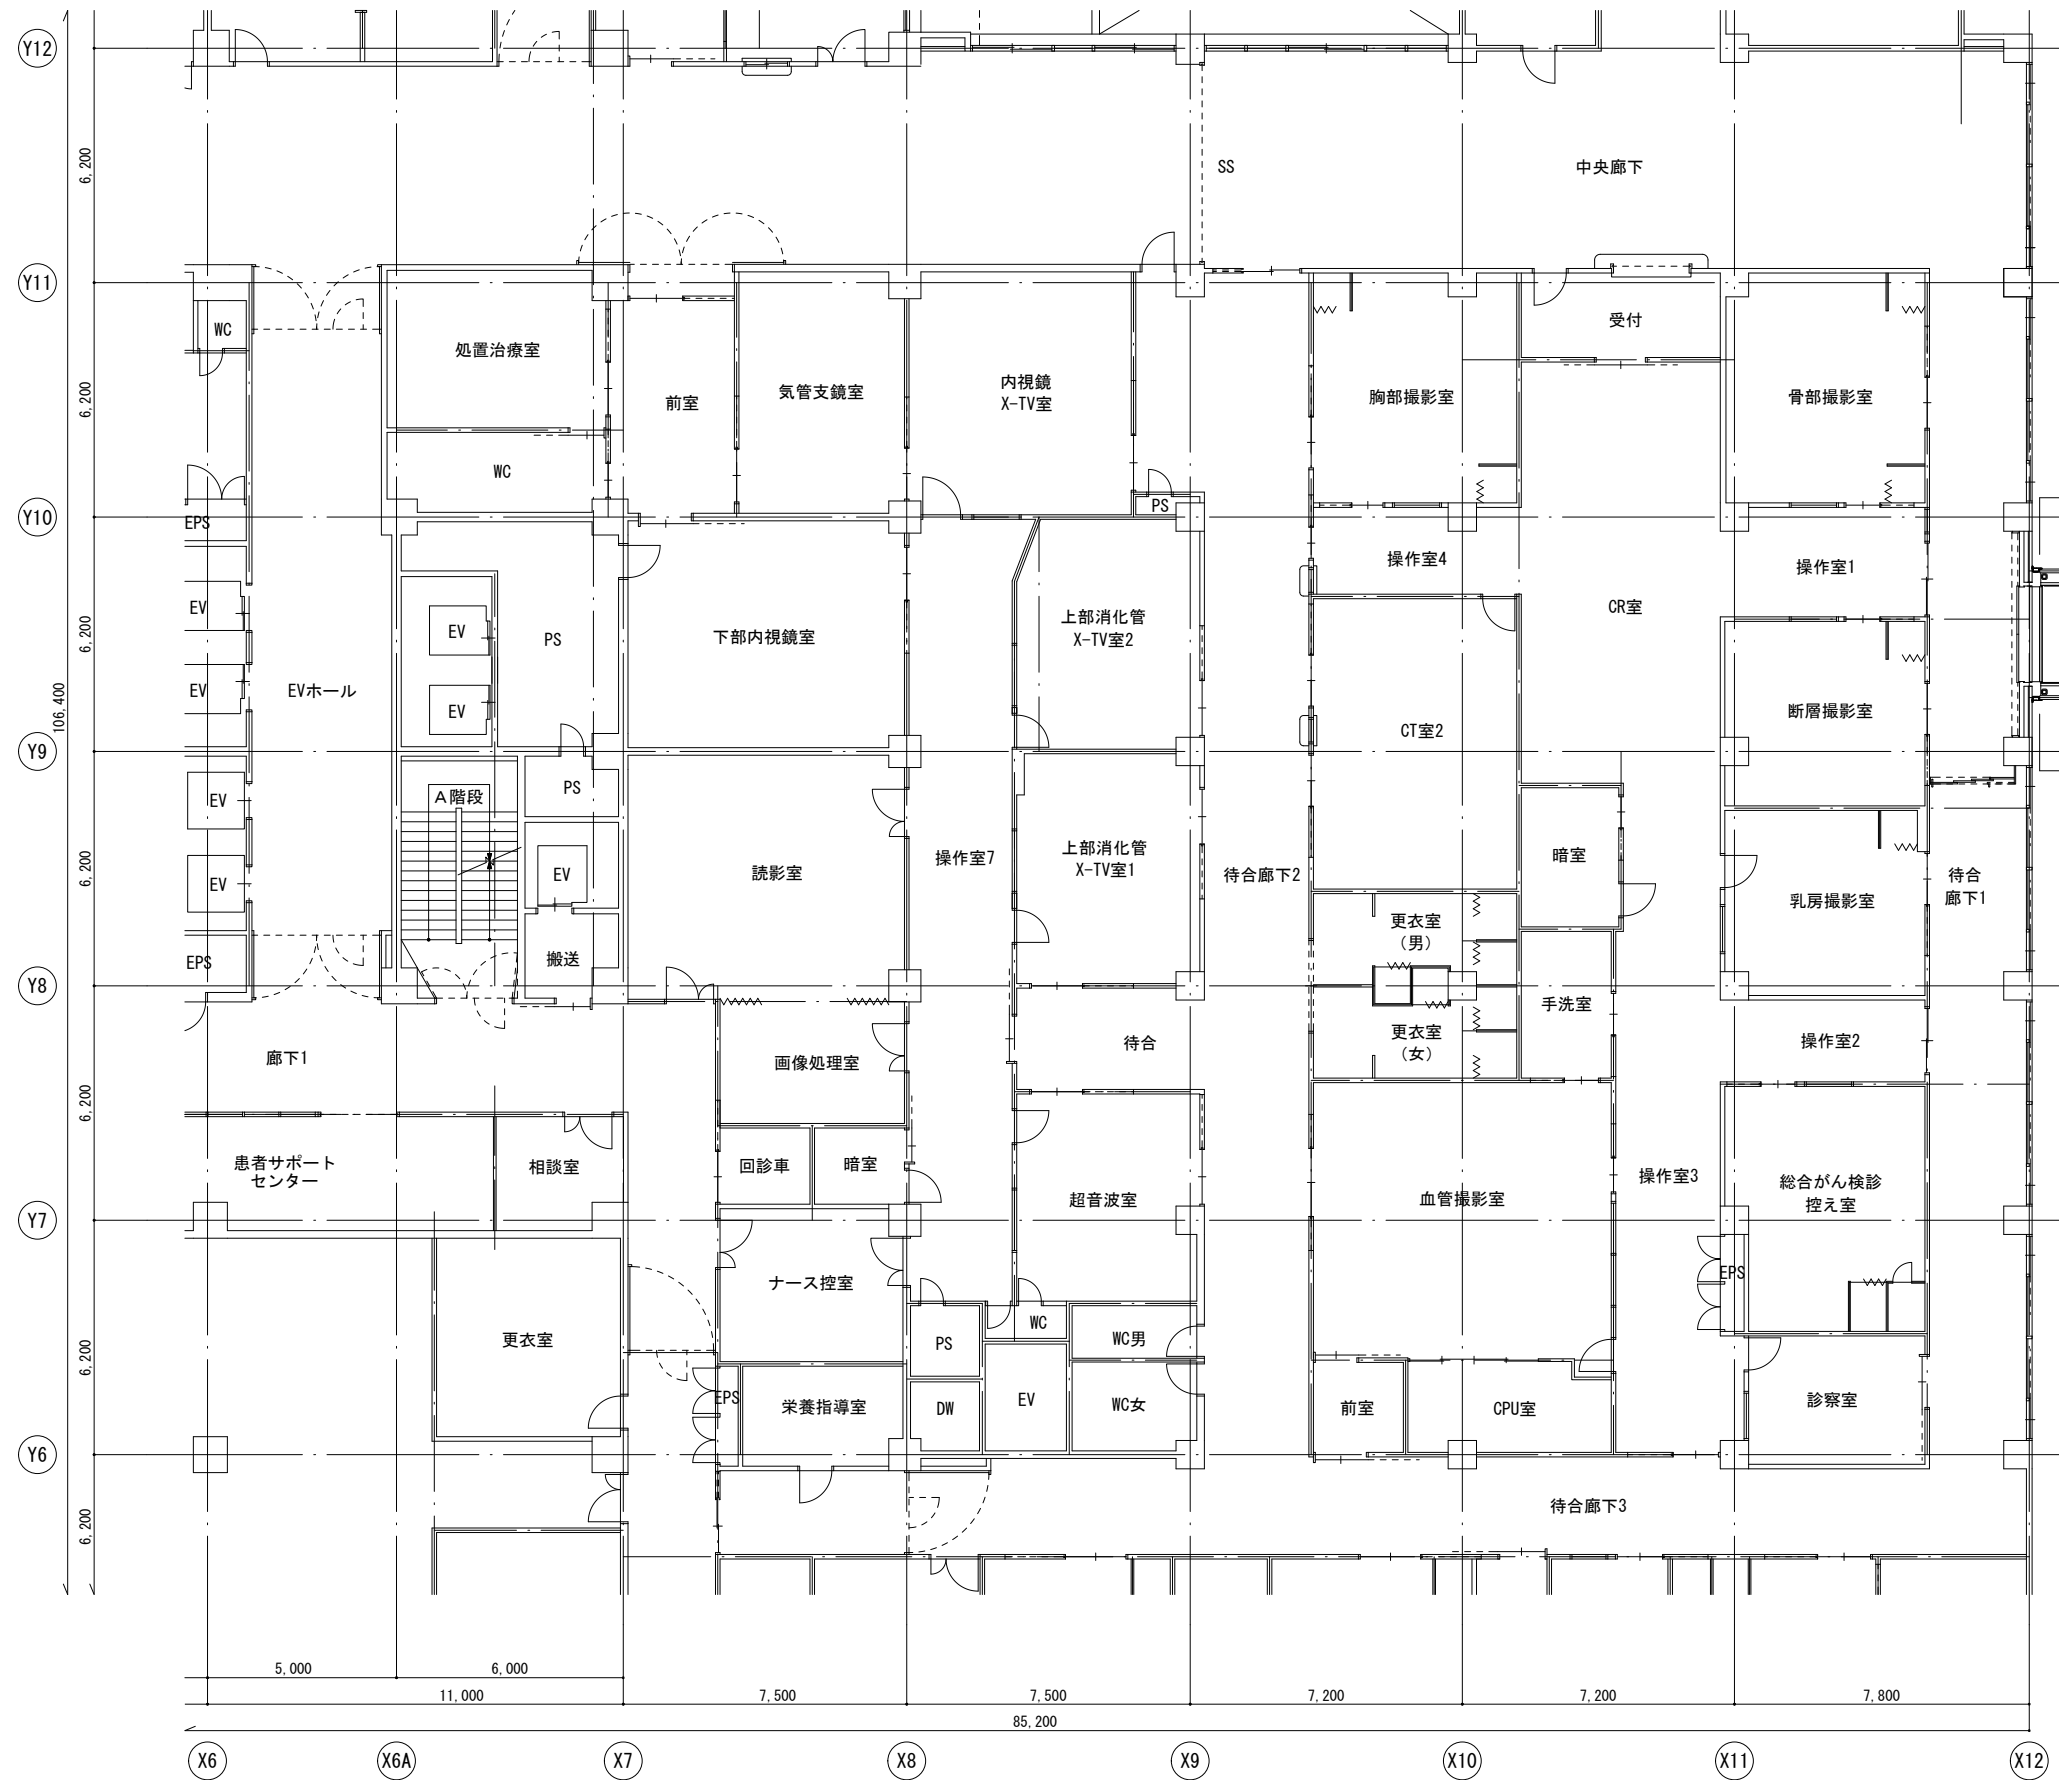 Y12
6,200
SS
中央廊下
Y11
WC
処置治療室
前室
気管支鏡室
内視鏡
X-TV室
胸部撮影室
受付
骨部撮影室
6,200
WC
PS
Y10
EPS
操作室4
操作室1
EV
EV
PS
下部内視鏡室
上部消化管
X-TV室2
CR室
6,200
EV
EV
EVホール
106,400
CT室2
断層撮影室
Y9
A階段
PS
EV
EV
EV
読影室
操作室7
上部消化管
X-TV室1
待合廊下2
暗室
乳房撮影室
待合
廊下1
6,200
更衣室
(男)
EPS
搬送
Y8
手洗室
更衣室
(女)
廊下1
画像処理室
待合
操作室2
6,200
患者サポート
センター
相談室
回診車
暗室
超音波室
血管撮影室
操作室3
総合がん検診
控え室
Y7
ナース控室
EPS
更衣室
PS
WC
WC男
6,200
EPS
栄養指導室
DW
EV
WC女
前室
CPU室
診察室
Y6
待合廊下3
6,200
5,000
6,000
11,000
7,500
7,500
7,200
7,200
7,800
85,200
X6
X6A
X7
X8
X9
X10
X11
X12